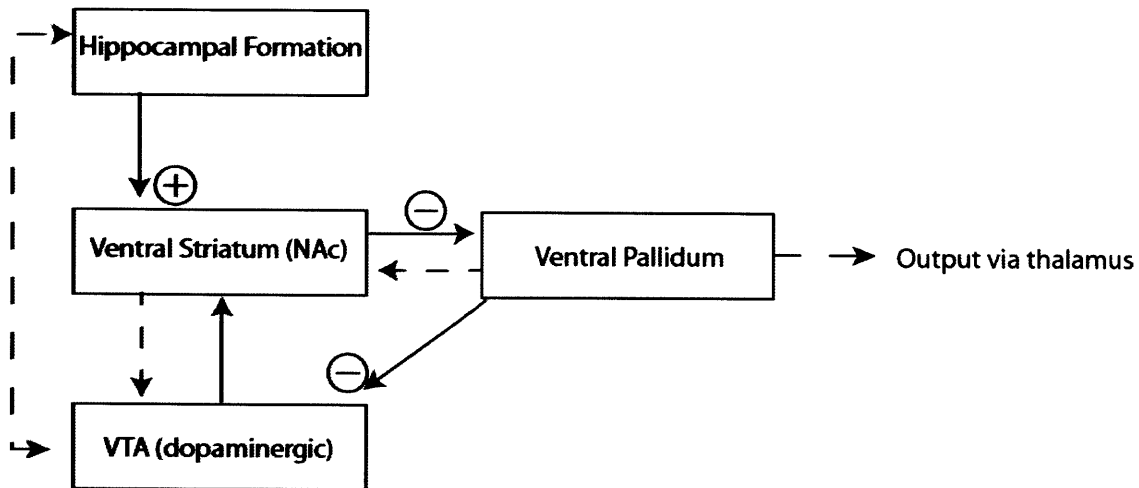 Hippocampal Formation
+
Ventral Striatum (NAc)
−
Ventral Pallidum
Output via thalamus
−
VTA (dopaminergic)